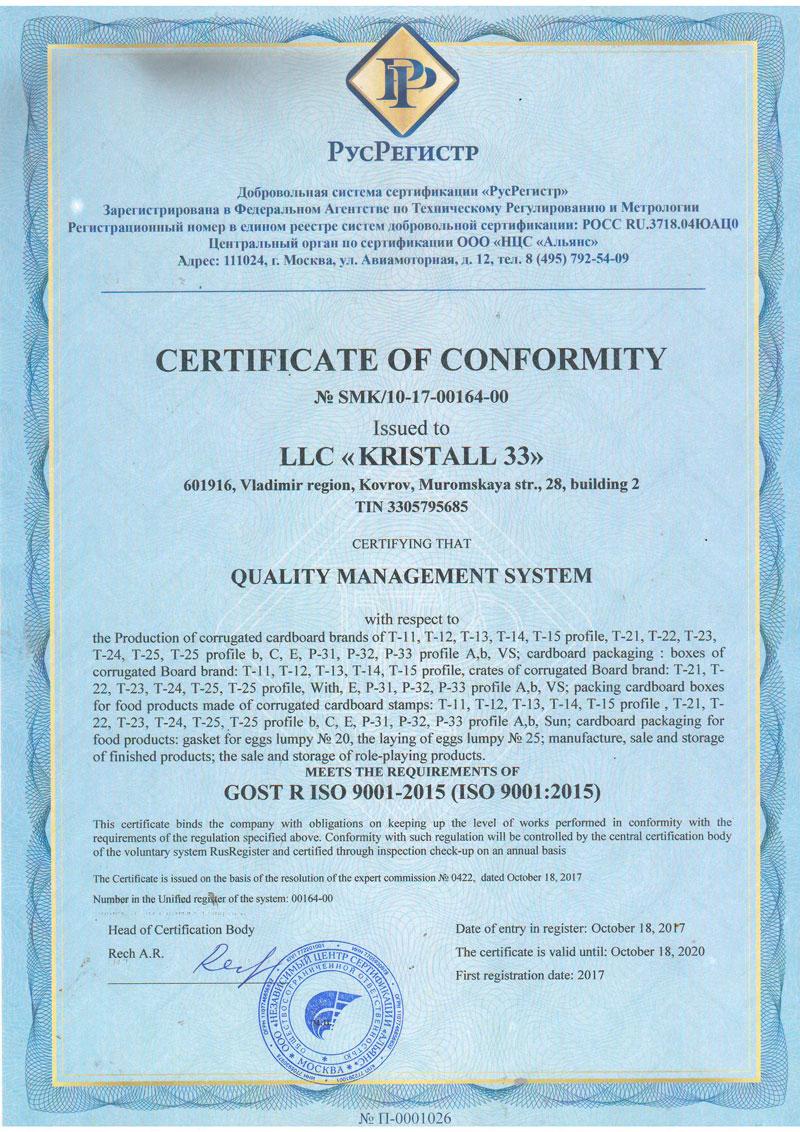 РР
РусРегистр
Добровольная система сертификации «РусРегистр»
Зарегистрирована в Федеральном Агентстве по Техническому Регулированию и Метрологии
Регистрационный номер в едином реестре систем добровольной сертификации: РОСС RU.3718.04ЮАЦ0
Центральный орган по сертификации ООО «НЦС «Альянс»
Адрес: 111024, г. Москва, ул. Авиамоторная, д. 12, тел. 8 (495) 792-54-09
CERTIFICATE OF CONFORMITY
№ SMK/10-17-00164-00
Issued to
LLC «KRISTALL 33»
601916, Vladimir region, Kovrov, Muromskaya str., 28, building 2
TIN 3305795685
CERTIFYING THAT
QUALITY MANAGEMENT SYSTEM
with respect to
the Production of corrugated cardboard brands of T-11, T-12, T-13, T-14, T-15 profile, T-21, T-22, T-23,
T-24, T-25, T-25 profile b, C, E, P-31, P-32, P-33 profile A,b, VS; cardboard packaging : boxes of
corrugated Board brand: T-11, T-12, T-13, T-14, T-15 profile, crates of corrugated Board brand: T-21, T-
22, T-23, T-24, T-25, T-25 profile, With, E, P-31, P-32, P-33 profile A,b, VS; packing cardboard boxes
for food products made of corrugated cardboard stamps: T-11, T-12, T-13, T-14, T-15 profile , T-21, T-
22, T-23, T-24, T-25, T-25 profile b, C, E, P-31, P-32, P-33 profile A,b, Sun; cardboard packaging for
food products: gasket for eggs lumpy № 20, the laying of eggs lumpy № 25; manufacture, sale and storage
of finished products; the sale and storage of role-playing products.
MEETS THE REQUIREMENTS OF
GOST R ISO 9001-2015 (ISO 9001:2015)
This certificate binds the company with obligations on keeping up the level of works performed in conformity with the
requirements of the regulation specified above. Conformity with such regulation will be controlled by the central certification body
of the voluntary system RusRegister and certified through inspection check-up on an annual basis
The Certificate is issued on the basis of the resolution of the expert commission № 0422, dated October 18, 2017
Number in the Unified register of the system: 00164-00
Head of Certification Body
Rech A.R.
Date of entry in register: October 18, 2017
The certificate is valid until: October 18, 2020
First registration date: 2017
ООО «НЕЗАВИСИМЫЙ ЦЕНТР СЕРТИФИКАЦИИ «АЛЬЯНС»
ОБЩЕСТВО С ОГРАНИЧЕННОЙ ОТВЕТСТВЕННОСТЬЮ
* МОСКВА *
№ П-0001026